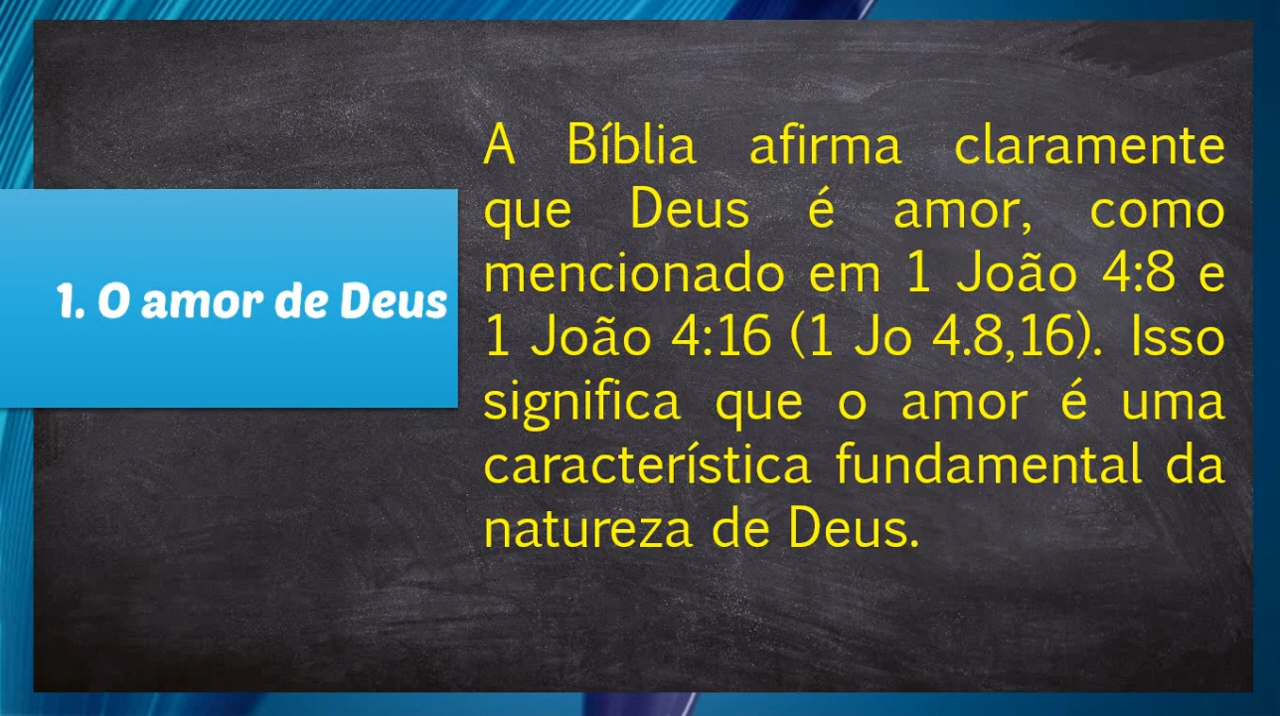 1. O amor de Deus
A Bíblia afirma claramente
que Deus é amor, como
mencionado em 1 João 4:8 e
1 João 4:16 (1 Jo 4.8,16). Isso
significa que o amor é uma
característica fundamental da
natureza de Deus.